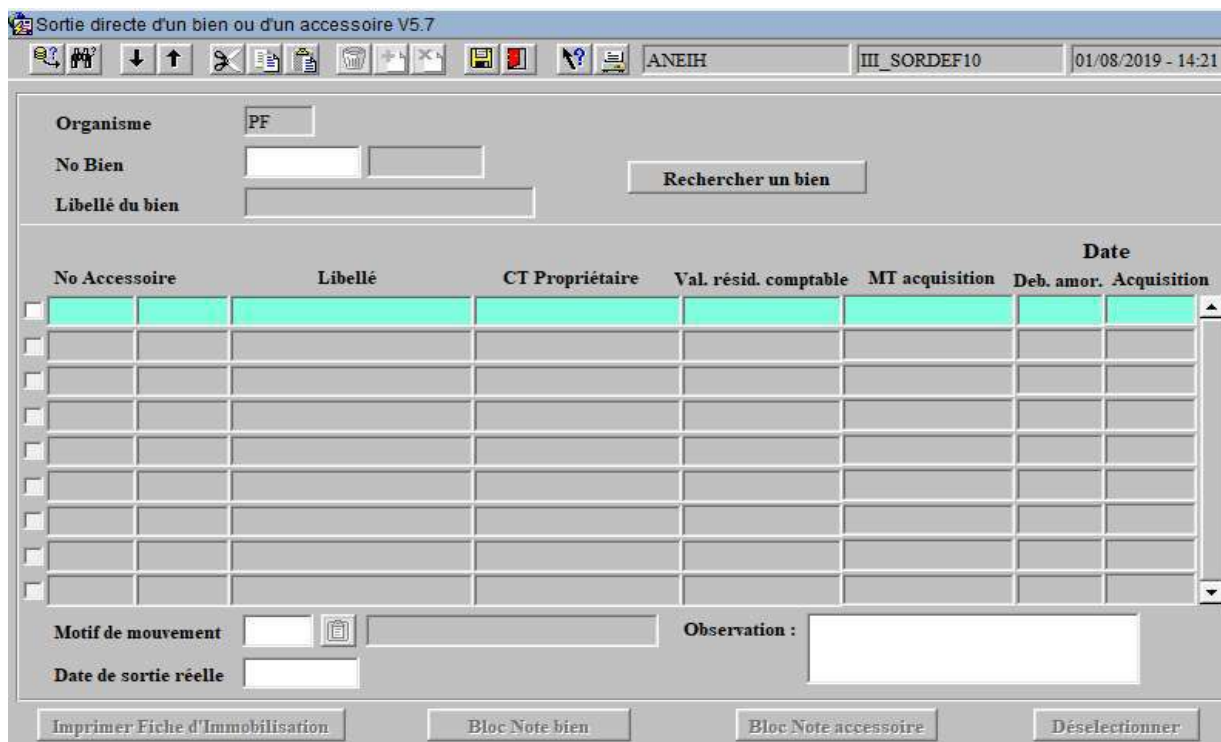 Sortie directe d'un bien ou d'un accessoire V5.7
ANEIH III_SORDEF10 01/08/2019 - 14:21
Organisme PF
No Bien
Rechercher un bien
Libellé du bien
Date
No Accessoire Libellé CT Propriétaire Val. résid. comptable MT acquisition Deb. amor. Acquisition
Motif de mouvement Observation :
Date de sortie réelle
Imprimer Fiche d'Immobilisation Bloc Note bien Bloc Note accessoire Déselectionner